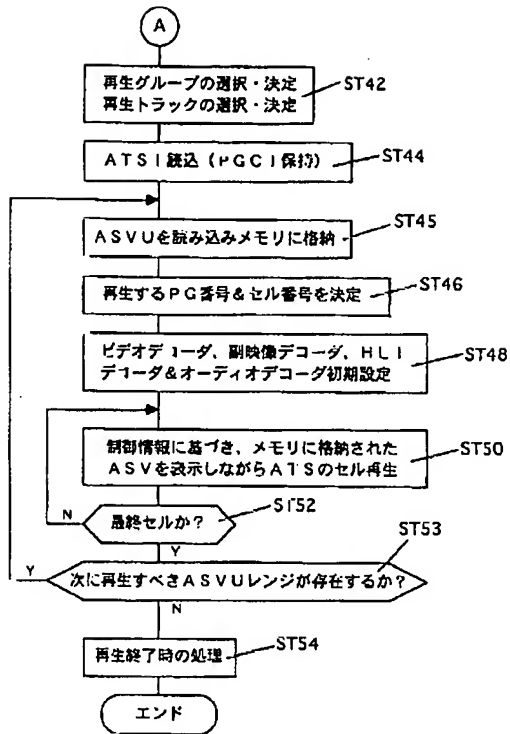 A
再生グループの選択・決定
再生トラックの選択・決定
ST42
ATSI読込(PGCI保持)
ST44
ASVUを読み込みメモリに格納
ST45
再生するPG番号&セル番号を決定
ST46
ビデオデコーダ、副映像デコーダ、HLI
デコーダ&オーディオデコーダ初期設定
ST48
制御情報に基づき、メモリに格納された
ASVを表示しながらATSのセル再生
ST50
N
最終セルか?
ST52
Y
Y
次に再生すべきASVUレンジが存在するか?
ST53
N
再生終了時の処理
ST54
エンド